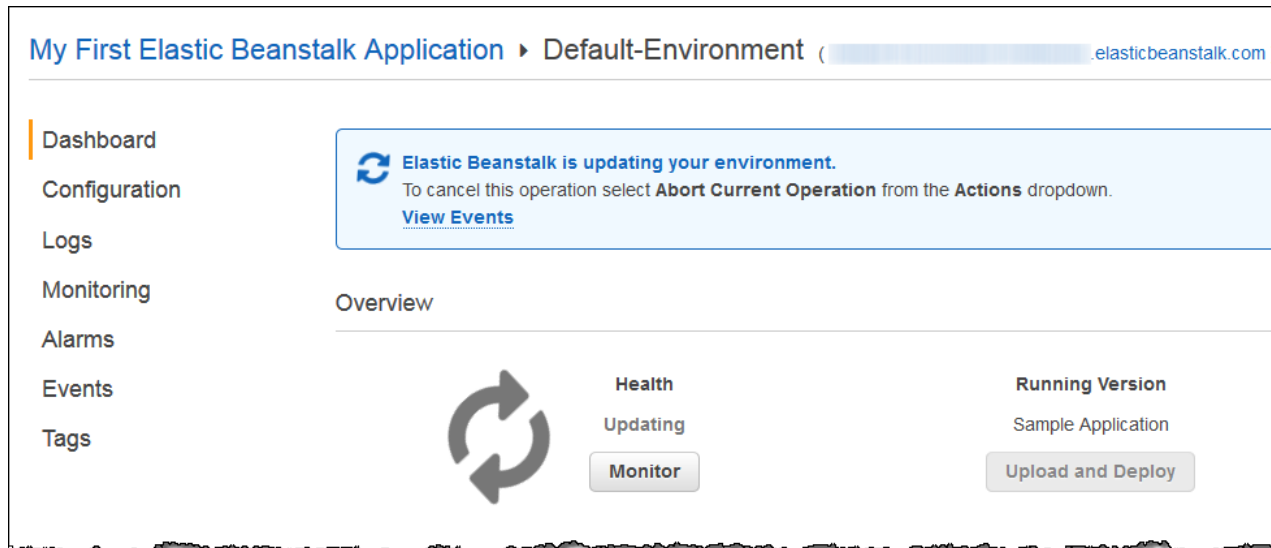 My First Elastic Beanstalk Application ▸ Default-Environment ( .elasticbeanstalk.com
Dashboard
Configuration
Logs
Monitoring
Alarms
Events
Tags
Elastic Beanstalk is updating your environment.
To cancel this operation select Abort Current Operation from the Actions dropdown.
View Events
Overview
Health
Updating
Monitor
Running Version
Sample Application
Upload and Deploy